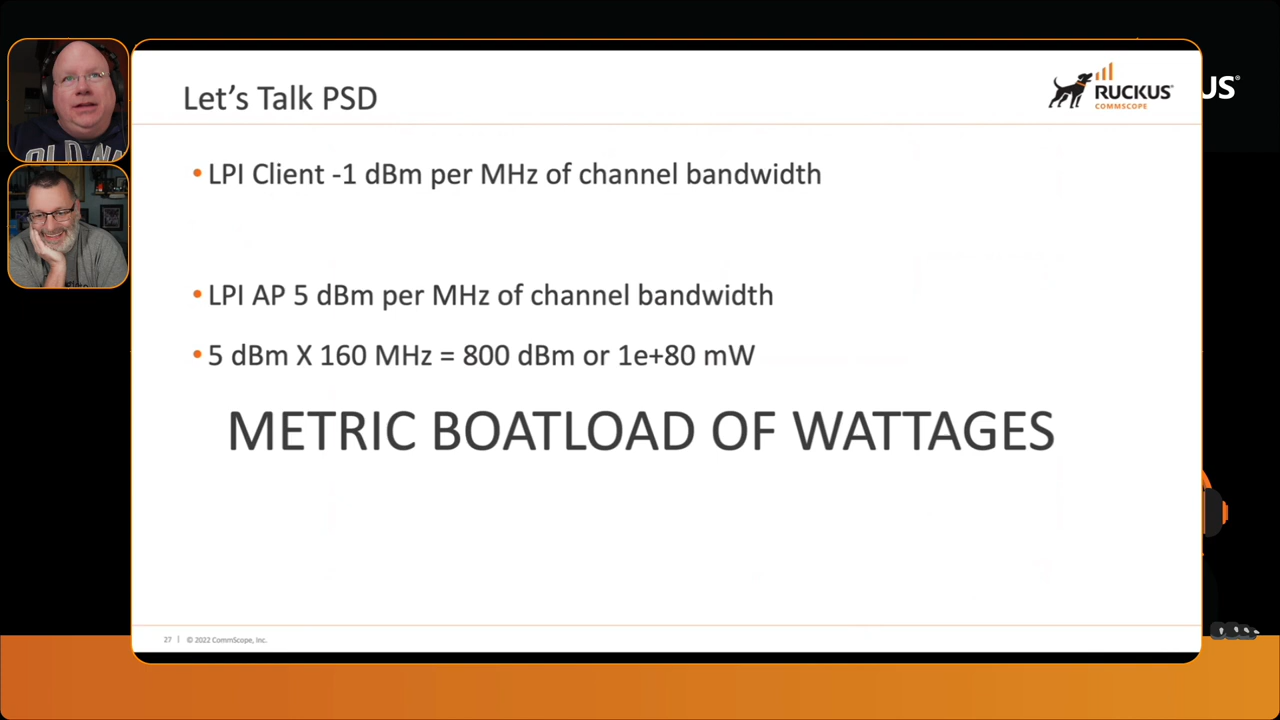 Let's Talk PSD
RUCKUS®
COMMSCOPE
US®
• LPI Client -1 dBm per MHz of channel bandwidth
• LPI AP 5 dBm per MHz of channel bandwidth
• 5 dBm X 160 MHz = 800 dBm or 1e+80 mW
METRIC BOATLOAD OF WATTAGES
27 | © 2022 CommScope, Inc.